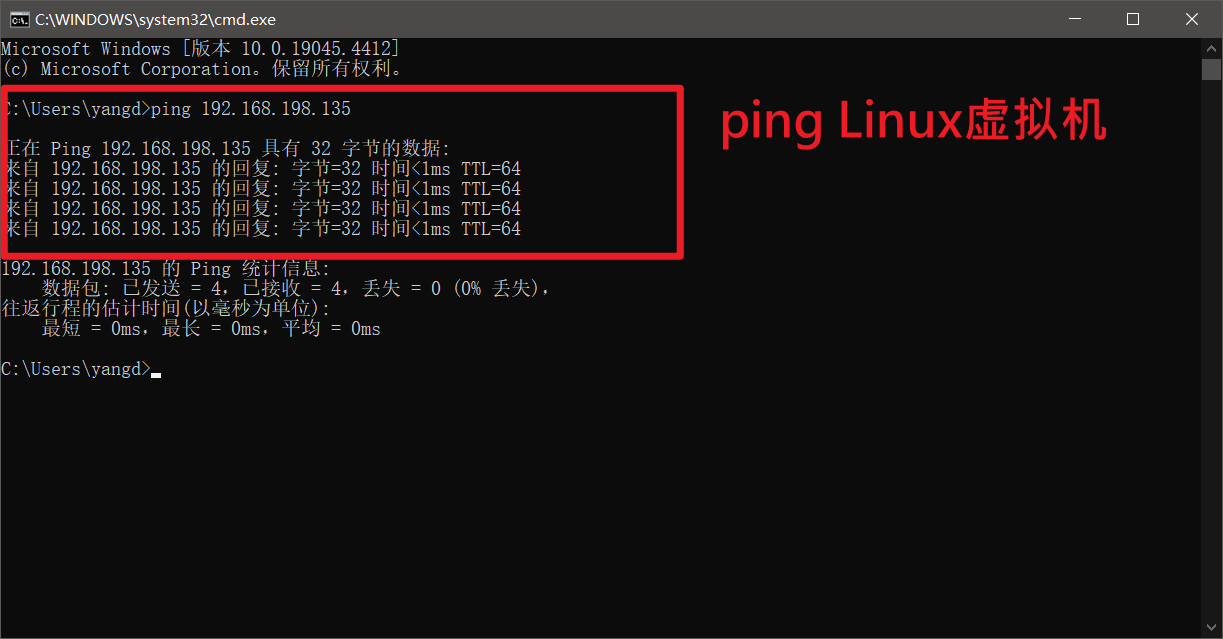 C:\WINDOWS\system32\cmd.exe
Microsoft Windows [版本 10.0.19045.4412]
(c) Microsoft Corporation。保留所有权利。
C:\Users\yangd>ping 192.168.198.135
ping Linux虚拟机
正在 Ping 192.168.198.135 具有 32 字节的数据:
来自 192.168.198.135 的回复: 字节=32 时间<1ms TTL=64
来自 192.168.198.135 的回复: 字节=32 时间<1ms TTL=64
来自 192.168.198.135 的回复: 字节=32 时间<1ms TTL=64
来自 192.168.198.135 的回复: 字节=32 时间<1ms TTL=64
192.168.198.135 的 Ping 统计信息:
数据包: 已发送 = 4，已接收 = 4，丢失 = 0 (0% 丢失)，
往返行程的估计时间(以毫秒为单位):
最短 = 0ms，最长 = 0ms，平均 = 0ms
C:\Users\yangd>